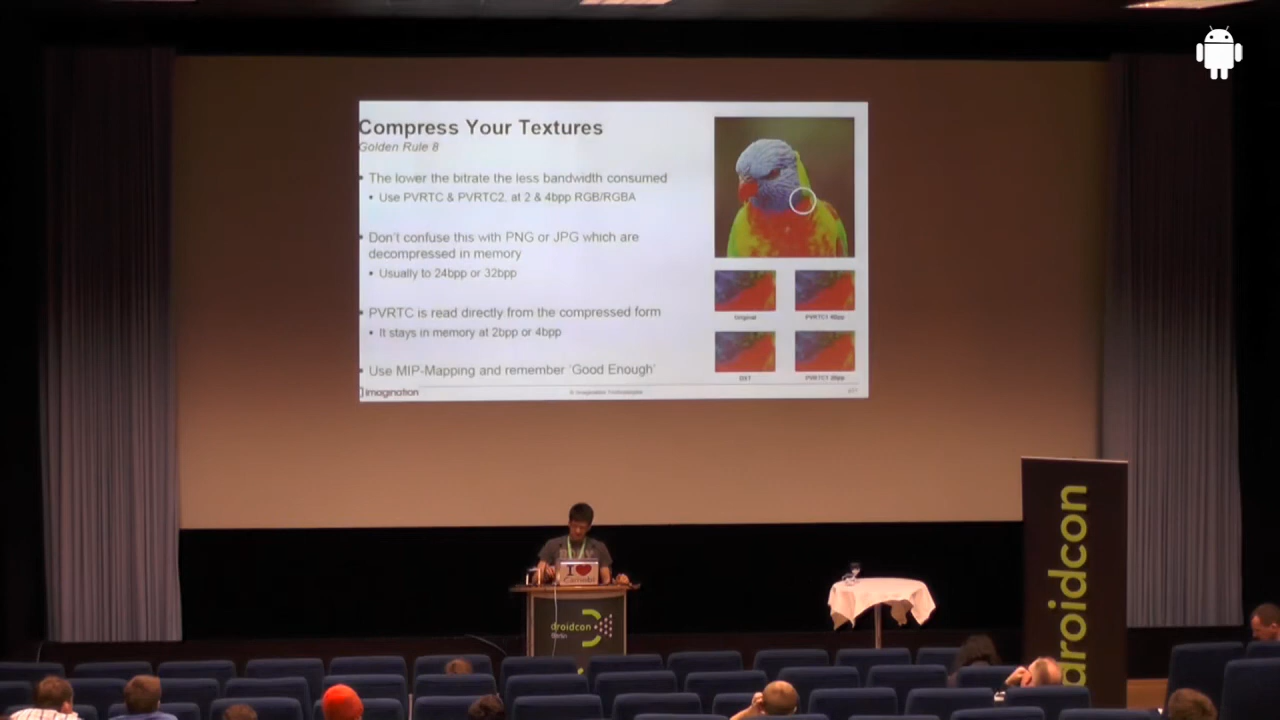 Compress Your Textures
Golden Rule 8
• The lower the bitrate the less bandwidth consumed
• Use PVRTC & PVRTC2, at 2 & 4bpp RGB/RGBA
• Don't confuse this with PNG or JPG which are
decompressed in memory
• Usually to 24bpp or 32bpp
• PVRTC is read directly from the compressed form
• It stays in memory at 2bpp or 4bpp
• Use MIP-Mapping and remember 'Good Enough'
Original
imagination
© Imagination Technologies
I
droidcon
Berlin
droidcon